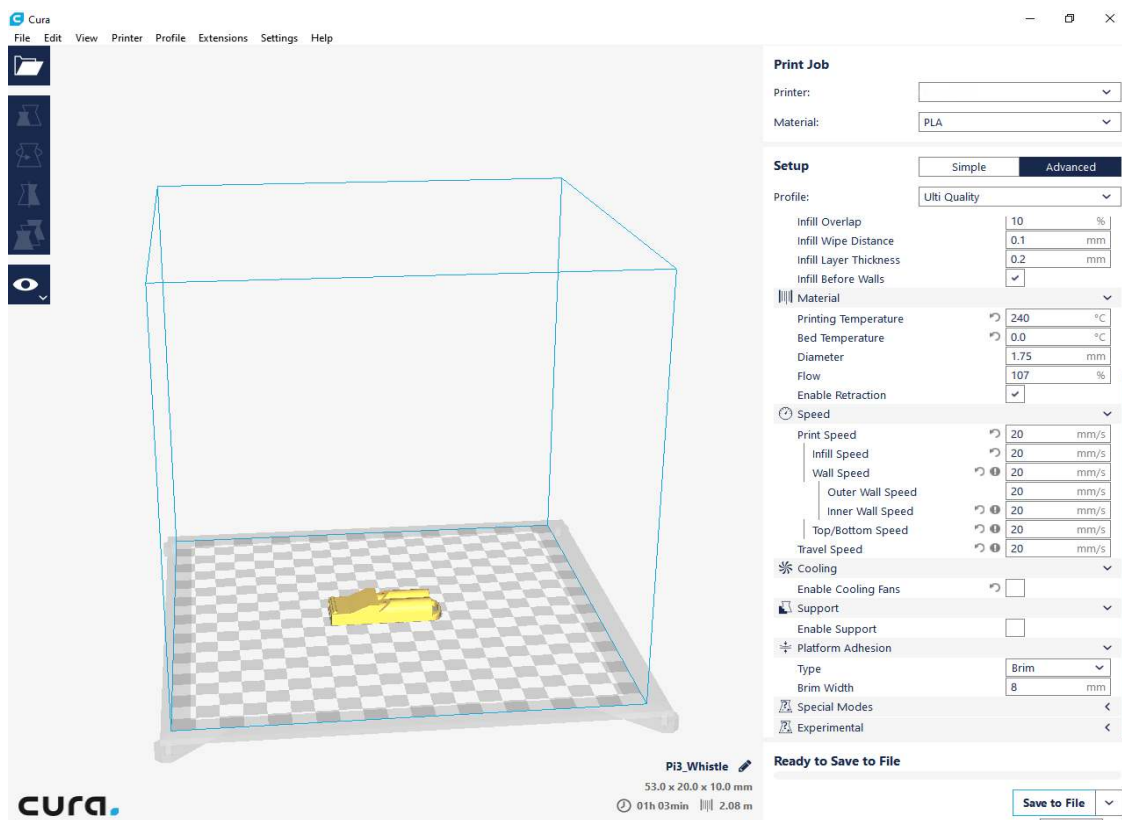 Cura
File Edit View Printer Profile Extensions Settings Help
Print Job
Printer:
Material: PLA
Setup Simple Advanced
Profile: Ulti Quality
Infill Overlap 10 %
Infill Wipe Distance 0.1 mm
Infill Layer Thickness 0.2 mm
Infill Before Walls
Material
Printing Temperature 240 °C
Bed Temperature 0.0 °C
Diameter 1.75 mm
Flow 107 %
Enable Retraction
Speed
Print Speed 20 mm/s
Infill Speed 20 mm/s
Wall Speed 20 mm/s
Outer Wall Speed 20 mm/s
Inner Wall Speed 20 mm/s
Top/Bottom Speed 20 mm/s
Travel Speed 20 mm/s
Cooling
Enable Cooling Fans
Support
Enable Support
Platform Adhesion
Type Brim
Brim Width 8 mm
Special Modes
Experimental
Pi3_Whistle
53.0 x 20.0 x 10.0 mm
01h 03min 2.08 m
Ready to Save to File
Save to File
cura.